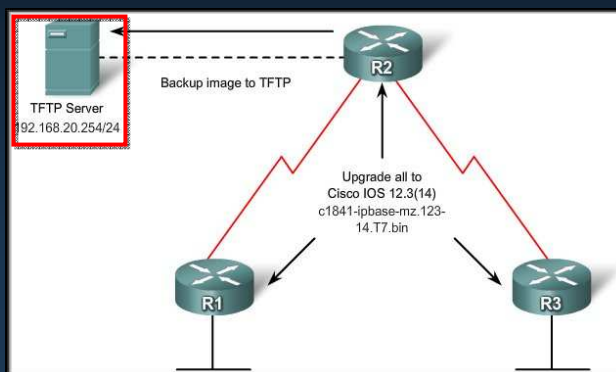 TFTP Server
192.168.20.254/24
Backup image to TFTP
R2
Upgrade all to
Cisco IOS 12.3(14)
c1841-ipbase-mz.123-
14.T7.bin
R1
R3